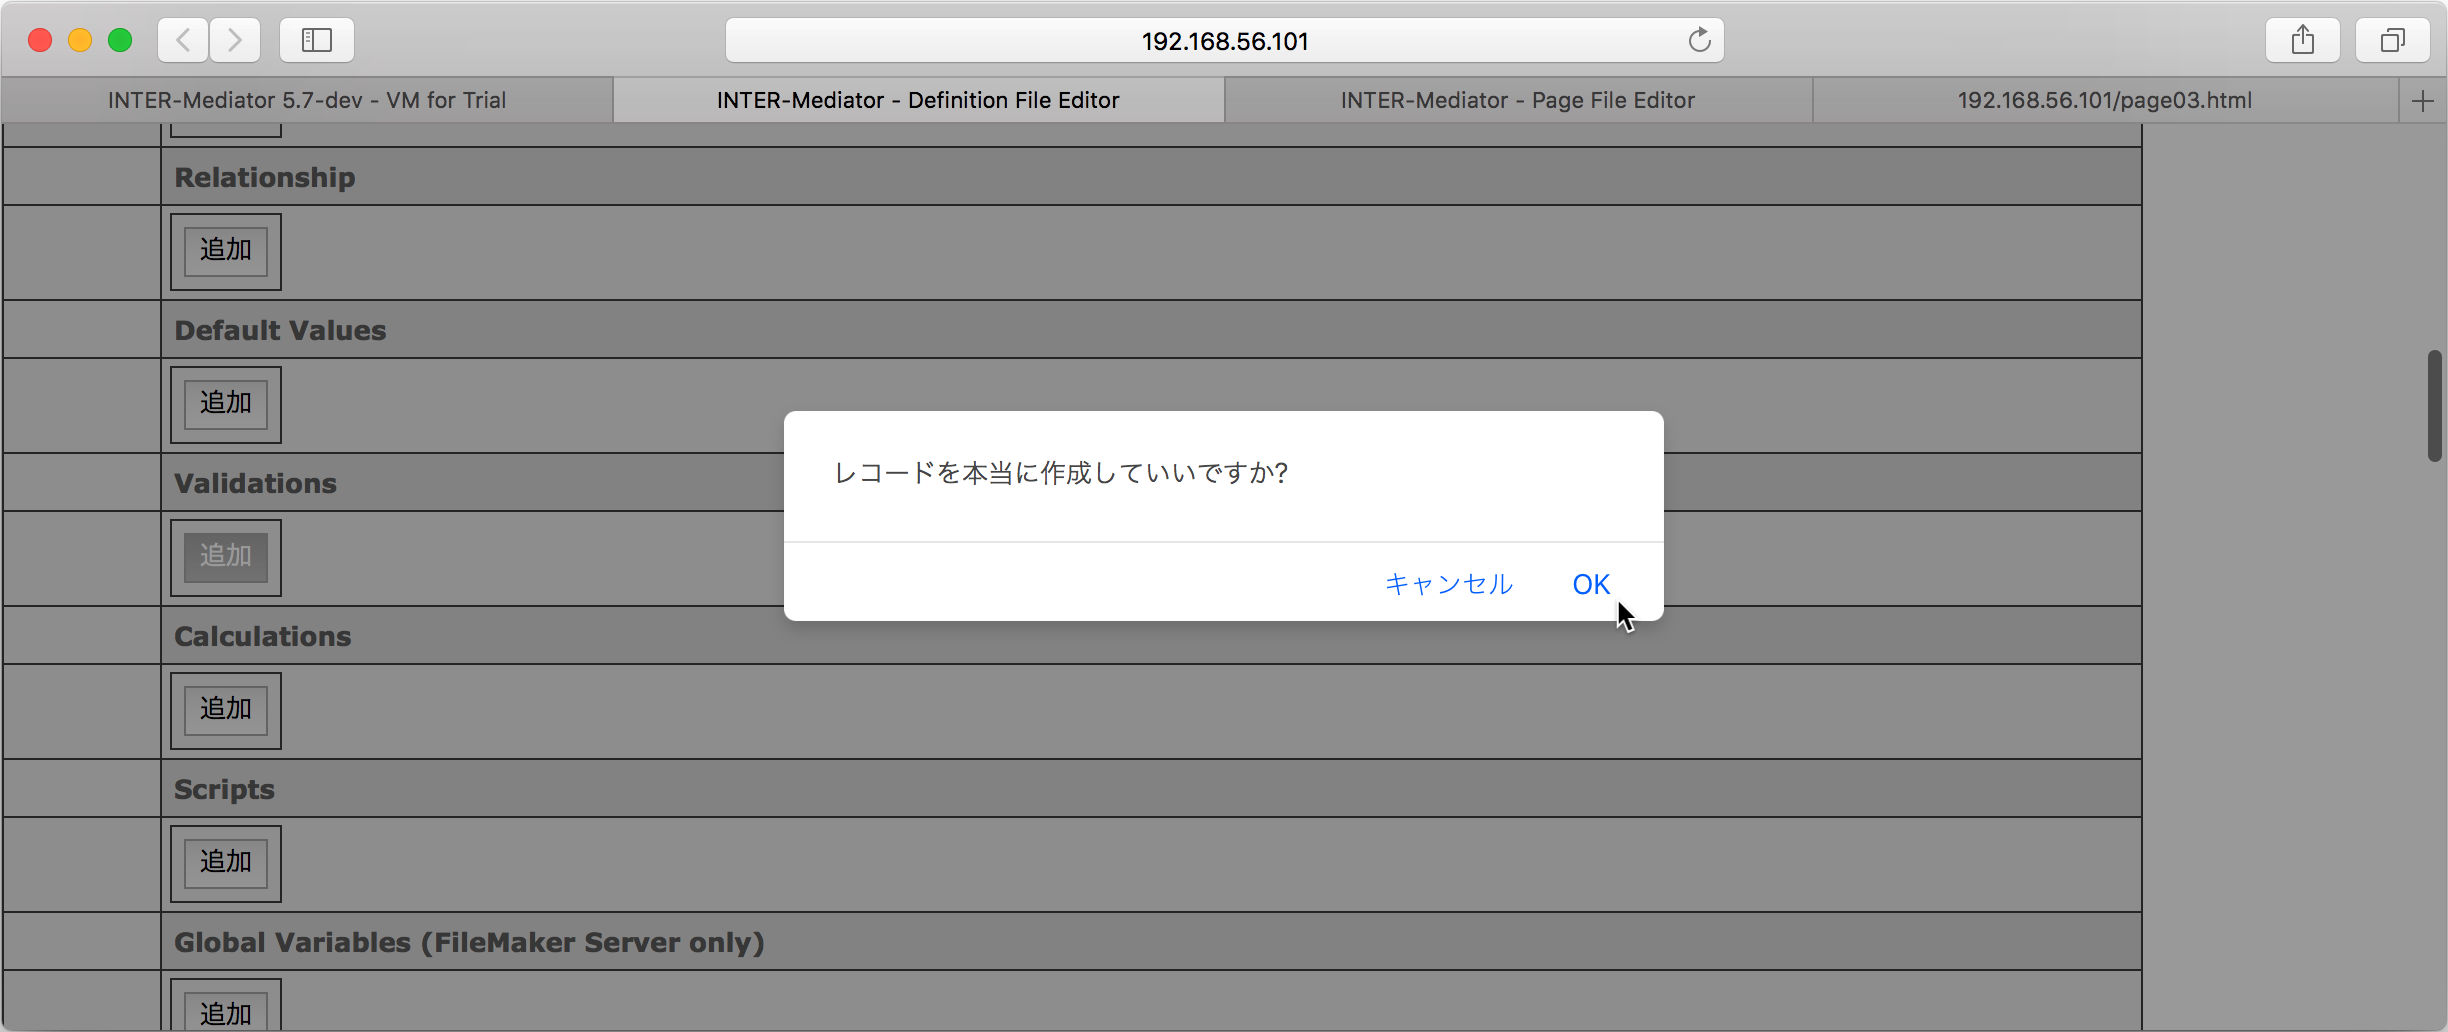 192.168.56.101
INTER-Mediator 5.7-dev - VM for Trial
INTER-Mediator - Definition File Editor
INTER-Mediator - Page File Editor
192.168.56.101/page03.html
Relationship
追加
Default Values
追加
レコードを本当に作成していいですか?
キャンセル
OK
Validations
追加
Calculations
追加
Scripts
追加
Global Variables (FileMaker Server only)
追加